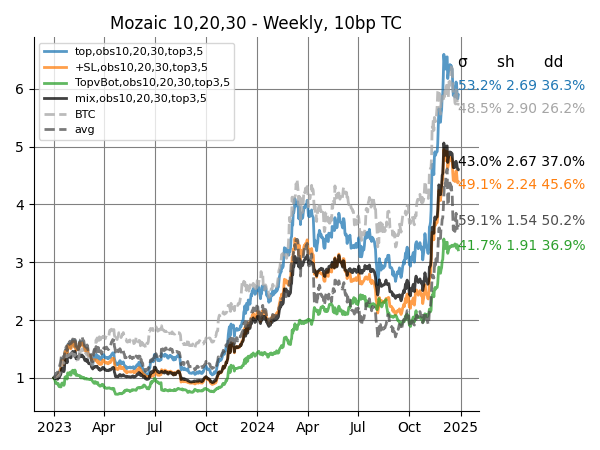 Mozaic 10,20,30 - Weekly, 10bp TC
top,obs10,20,30,top3,5
+SL,obs10,20,30,top3,5
TopvBot,obs10,20,30,top3,5
mix,obs10,20,30,top3,5
BTC
avg
σ sh dd
53.2% 2.69 36.3%
48.5% 2.90 26.2%
43.0% 2.67 37.0%
49.1% 2.24 45.6%
59.1% 1.54 50.2%
41.7% 1.91 36.9%
6
5
4
3
2
1
2023 Apr Jul Oct 2024 Apr Jul Oct 2025